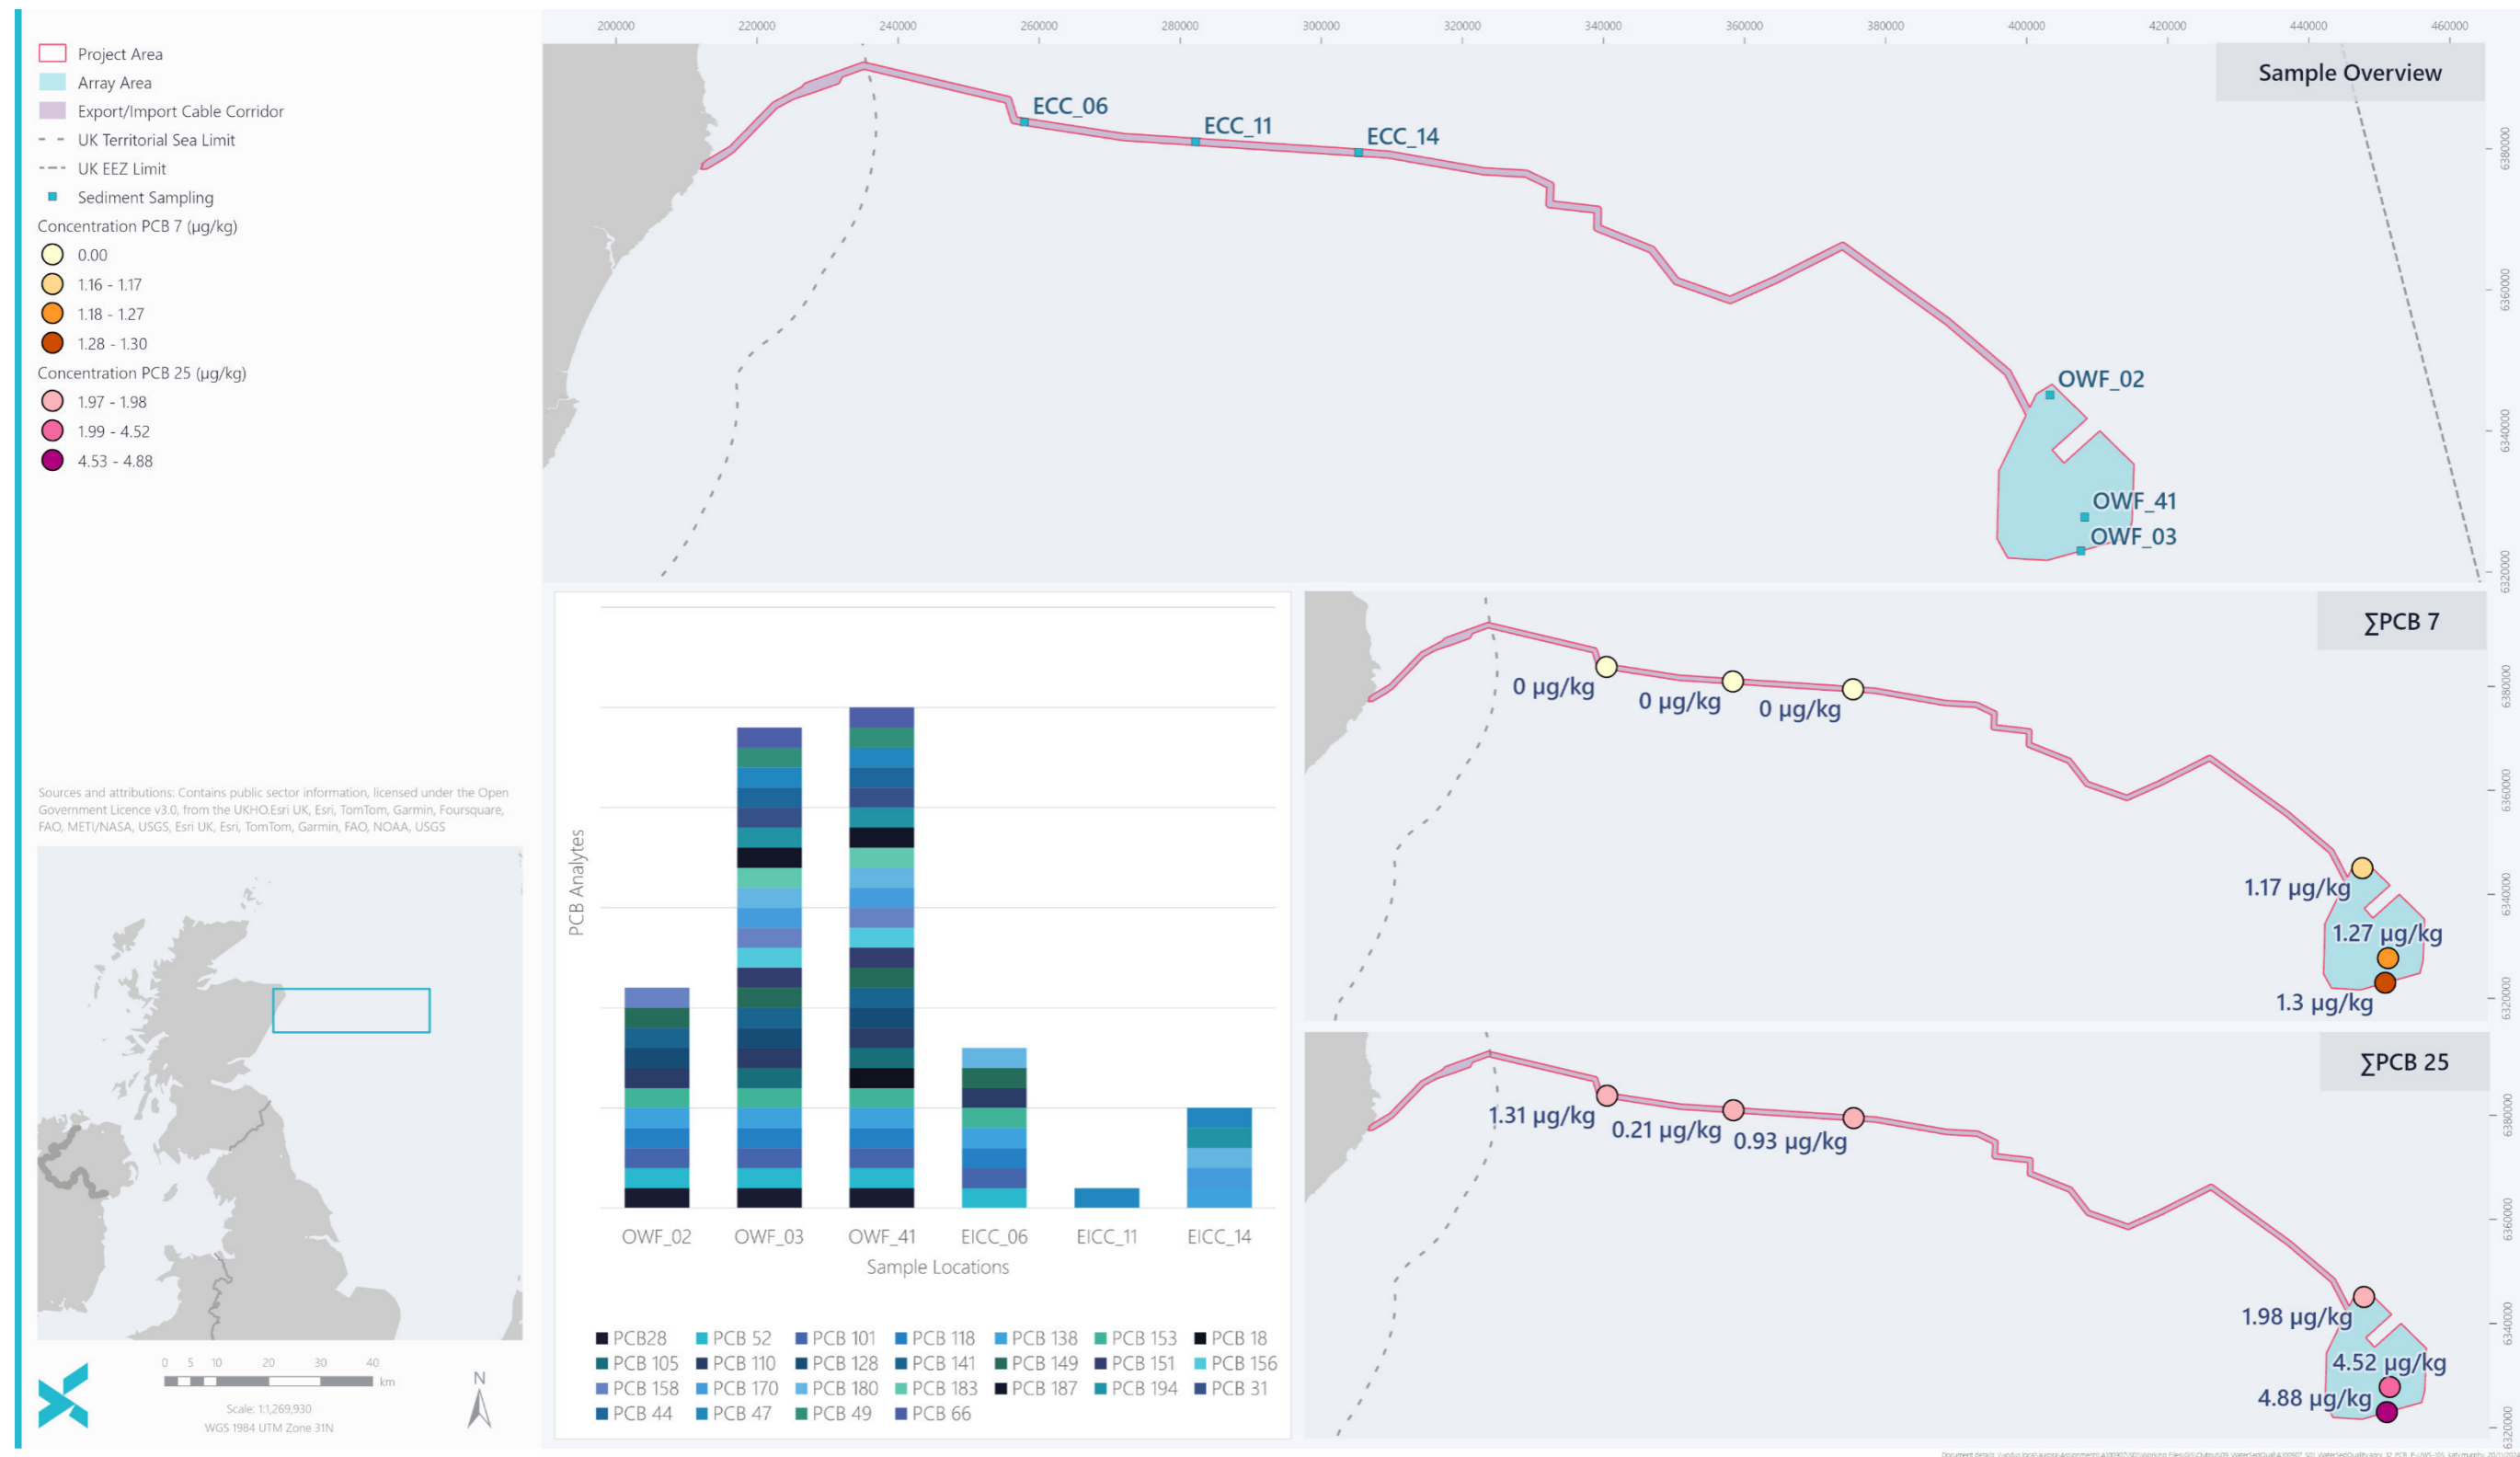 Project Area
Array Area
Export/Import Cable Corridor
UK Territorial Sea Limit
UK EEZ Limit
Sediment Sampling
Concentration PCB 7 (µg/kg)
0.00
1.16 - 1.17
1.18 - 1.27
1.28 - 1.30
Concentration PCB 25 (µg/kg)
1.97 - 1.98
1.99 - 4.52
4.53 - 4.88
Sources and attributions: Contains public sector information, licensed under the Open
Government Licence v3.0, from the UKHO.Esri UK, Esri, TomTom, Garmin, Foursquare,
FAO, METI/NASA, USGS, Esri UK, Esri, TomTom, Garmin, FAO, NOAA, USGS
0 5 10 20 30 40
km
Scale: 1:1,269,930
WGS 1984 UTM Zone 31N
N
200000 220000 240000 260000 280000 300000 320000 340000 360000 380000 400000 420000 440000 460000
Sample Overview
ECC_06
ECC_11
ECC_14
OWF_02
OWF_41
OWF_03
6380000
6360000
6340000
6320000
PCB Analytes
OWF_02 OWF_03 OWF_41 EICC_06 EICC_11 EICC_14
Sample Locations
PCB28 PCB 52 PCB 101 PCB 118 PCB 138 PCB 153 PCB 18
PCB 105 PCB 110 PCB 128 PCB 141 PCB 149 PCB 151 PCB 156
PCB 158 PCB 170 PCB 180 PCB 183 PCB 187 PCB 194 PCB 31
PCB 44 PCB 47 PCB 49 PCB 66
∑PCB 7
0 µg/kg
0 µg/kg
0 µg/kg
1.17 µg/kg
1.27 µg/kg
1.3 µg/kg
6380000
6360000
6340000
6320000
∑PCB 25
1.31 µg/kg
0.21 µg/kg
0.93 µg/kg
1.98 µg/kg
4.52 µg/kg
4.88 µg/kg
6380000
6360000
6340000
6320000